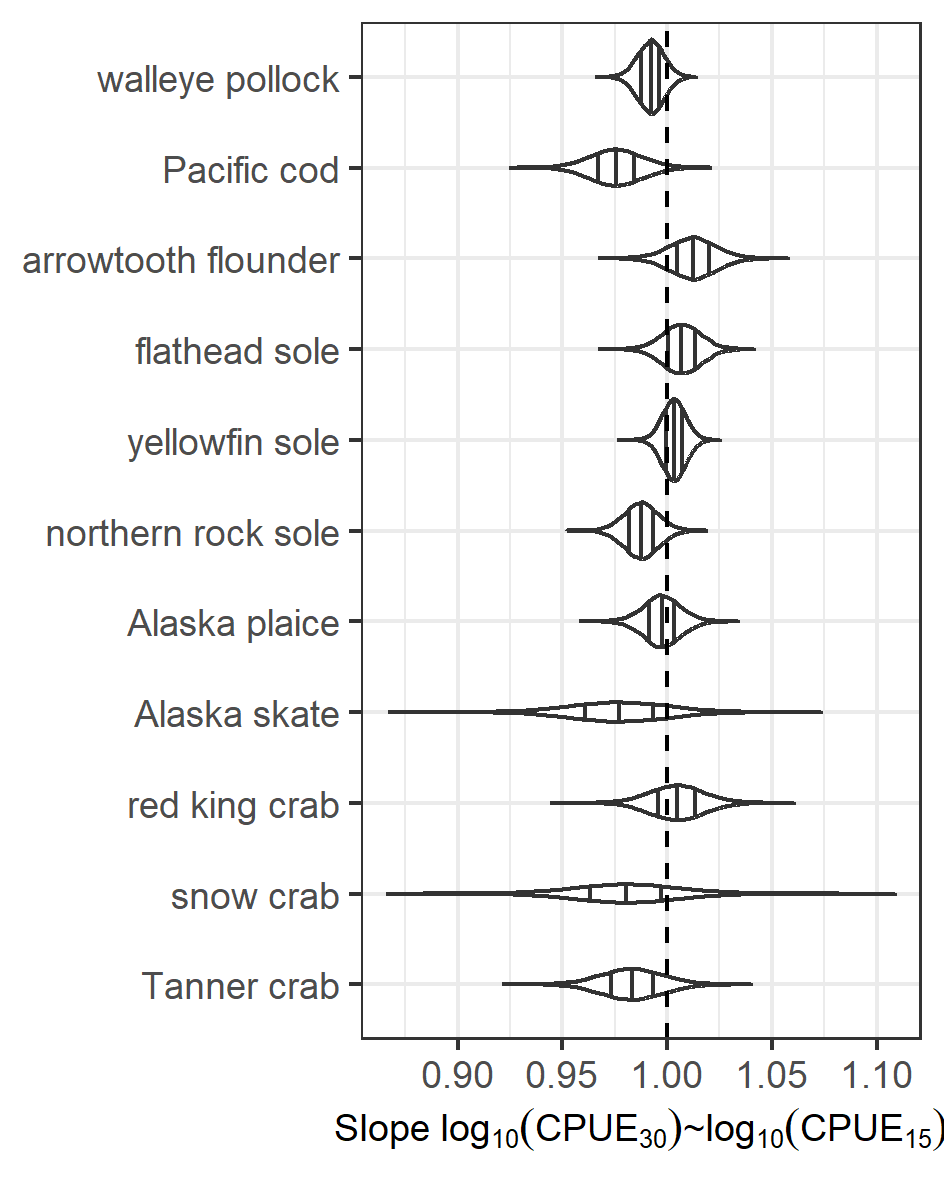 walleye pollock
Pacific cod
arrowtooth flounder
flathead sole
yellowfin sole
northern rock sole
Alaska plaice
Alaska skate
red king crab
snow crab
Tanner crab
0.90 0.95 1.00 1.05 1.10
Slope log₁₀(CPUE₃₀)~log₁₀(CPUE₁₅)